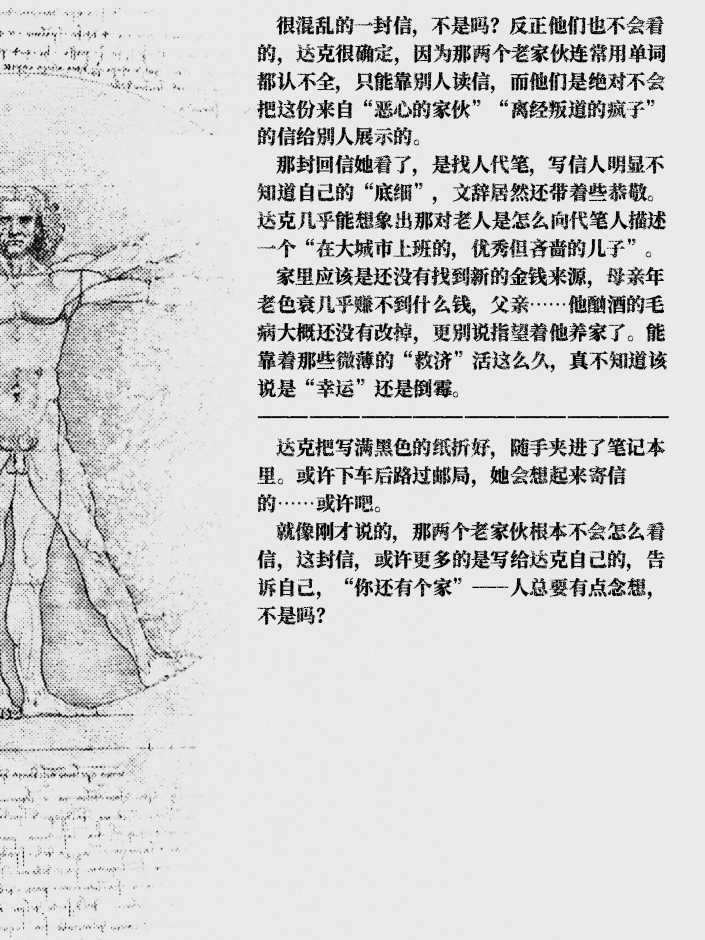 很混乱的一封信，不是吗？反正他们也不会看
的，达克很确定，因为那两个老家伙连常用单词
都认不全，只能靠别人读信，而他们是绝对不会
把这份来自“恶心的家伙”“离经叛道的疯子”
的信给别人展示的。
那封回信她看了，是找人代笔，写信人明显不
知道自己的“底细”，文辞居然还带着些恭敬。
达克几乎能想象出那对老人是怎么向代笔人描述
一个“在大城市上班的，优秀但吝啬的儿子”。
家里应该是还没有找到新的金钱来源，母亲年
老色衰几乎赚不到什么钱，父亲……他酗酒的毛
病大概还没有改掉，更别说指望着他养家了。能
靠着那些微薄的“救济”活这么久，真不知道该
说是“幸运”还是倒霉。
达克把写满黑色的纸折好，随手夹进了笔记本
里。或许下车后路过邮局，她会想起来寄信
的……或许吧。
就像刚才说的，那两个老家伙根本不会怎么看
信，这封信，或许更多的是写给达克自己的，告
诉自己，“你还有个家”——人总要有点念想，
不是吗？